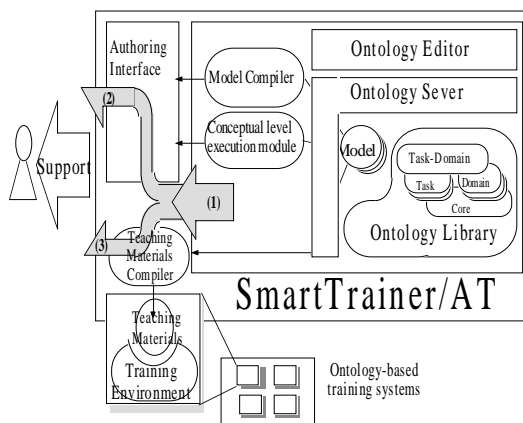 Authoring
Interface
Ontology Editor
Model Compiler
Ontology Sever
(2)
Conceptual level
execution module
Model
Task-Domain
Support
Task
Domain
Core
(1)
Ontology Library
(3)
Teaching
Materials
Compiler
SmartTrainer/AT
Teaching
Materials
Training
Environment
Ontology-based
training systems